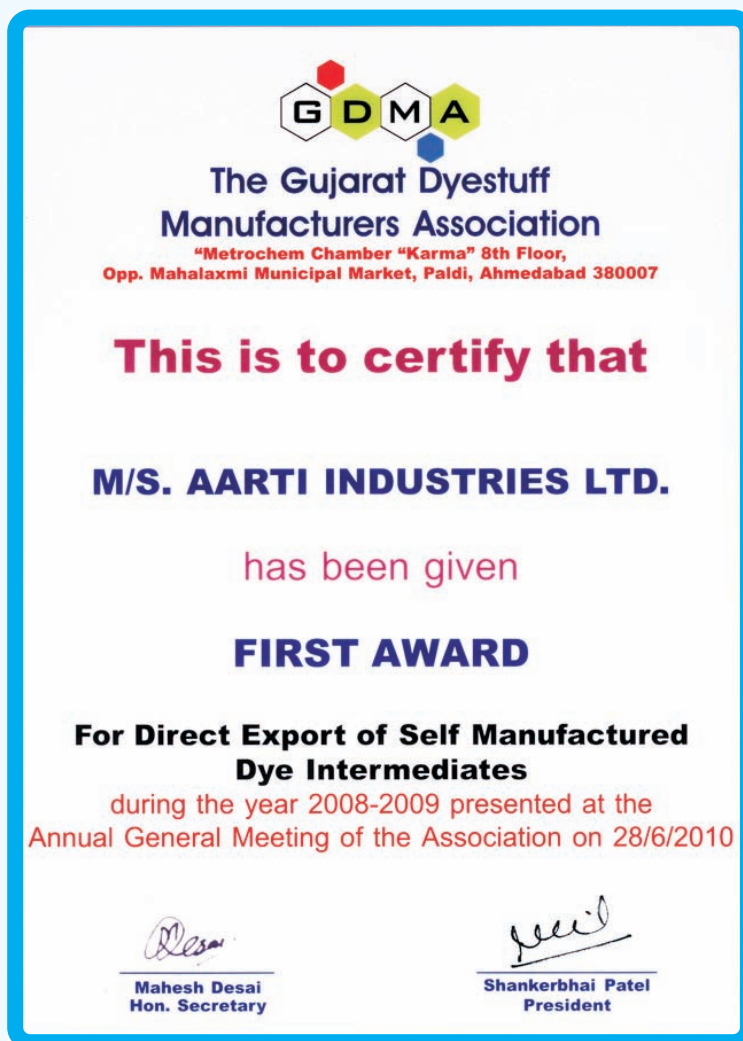 GDMA
The Gujarat Dyestuff
Manufacturers Association
"Metrochem Chamber "Karma" 8th Floor,
Opp. Mahalaxmi Municipal Market, Paldi, Ahmedabad 380007
This is to certify that
M/S. AARTI INDUSTRIES LTD.
has been given
FIRST AWARD
For Direct Export of Self Manufactured
Dye Intermediates
during the year 2008-2009 presented at the
Annual General Meeting of the Association on 28/6/2010
Mahesh Desai
Hon. Secretary
Shankerbhai Patel
President